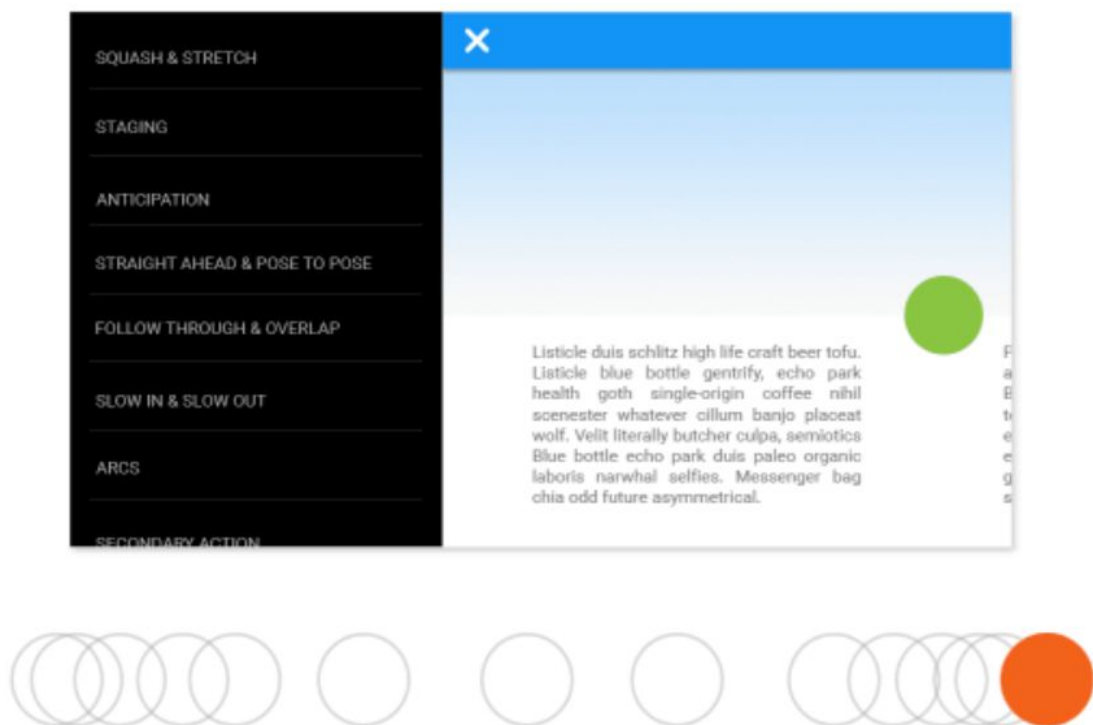 SQUASH & STRETCH
STAGING
ANTICIPATION
STRAIGHT AHEAD & POSE TO POSE
FOLLOW THROUGH & OVERLAP
SLOW IN & SLOW OUT
ARCS
SECONDARY ACTION
Listicle duis schlitz high life craft beer tofu.
Listicle blue bottle gentrify, echo park
health goth single-origin coffee nihil
scenester whatever cillum banjo placeat
wolf. Velit literally butcher culpa, semiotics
Blue bottle echo park duis paleo organic
laboris narwhal selfies. Messenger bag
chia odd future asymmetrical.